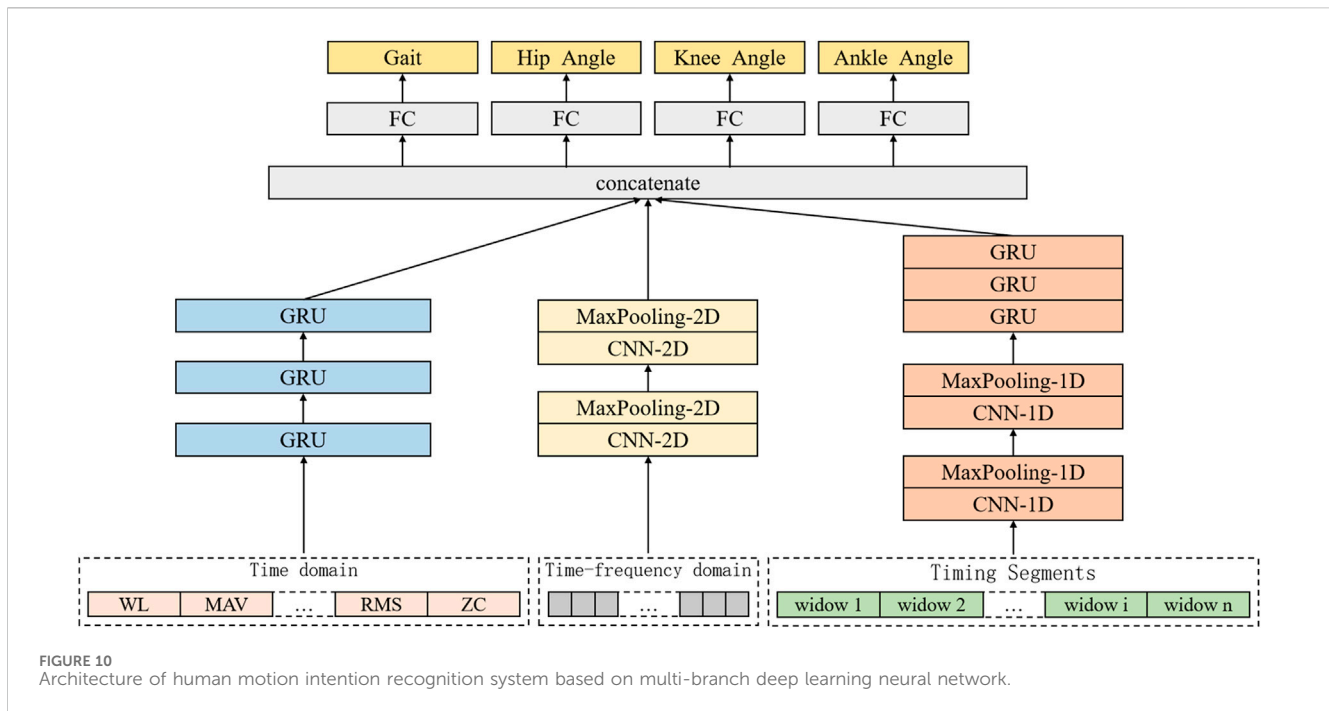 Gait Hip Angle Knee Angle Ankle Angle
FC FC FC FC
concatenate
GRU
GRU
GRU
GRU
GRU
GRU
MaxPooling-2D
CNN-2D
MaxPooling-2D
CNN-2D
GRU
GRU
GRU
MaxPooling-1D
CNN-1D
MaxPooling-1D
CNN-1D
Time domain
WL MAV ... RMS ZC
Time-frequency domain
...
Timing Segments
widow 1 widow 2 ... widow i widow n
FIGURE 10
Architecture of human motion intention recognition system based on multi-branch deep learning neural network.